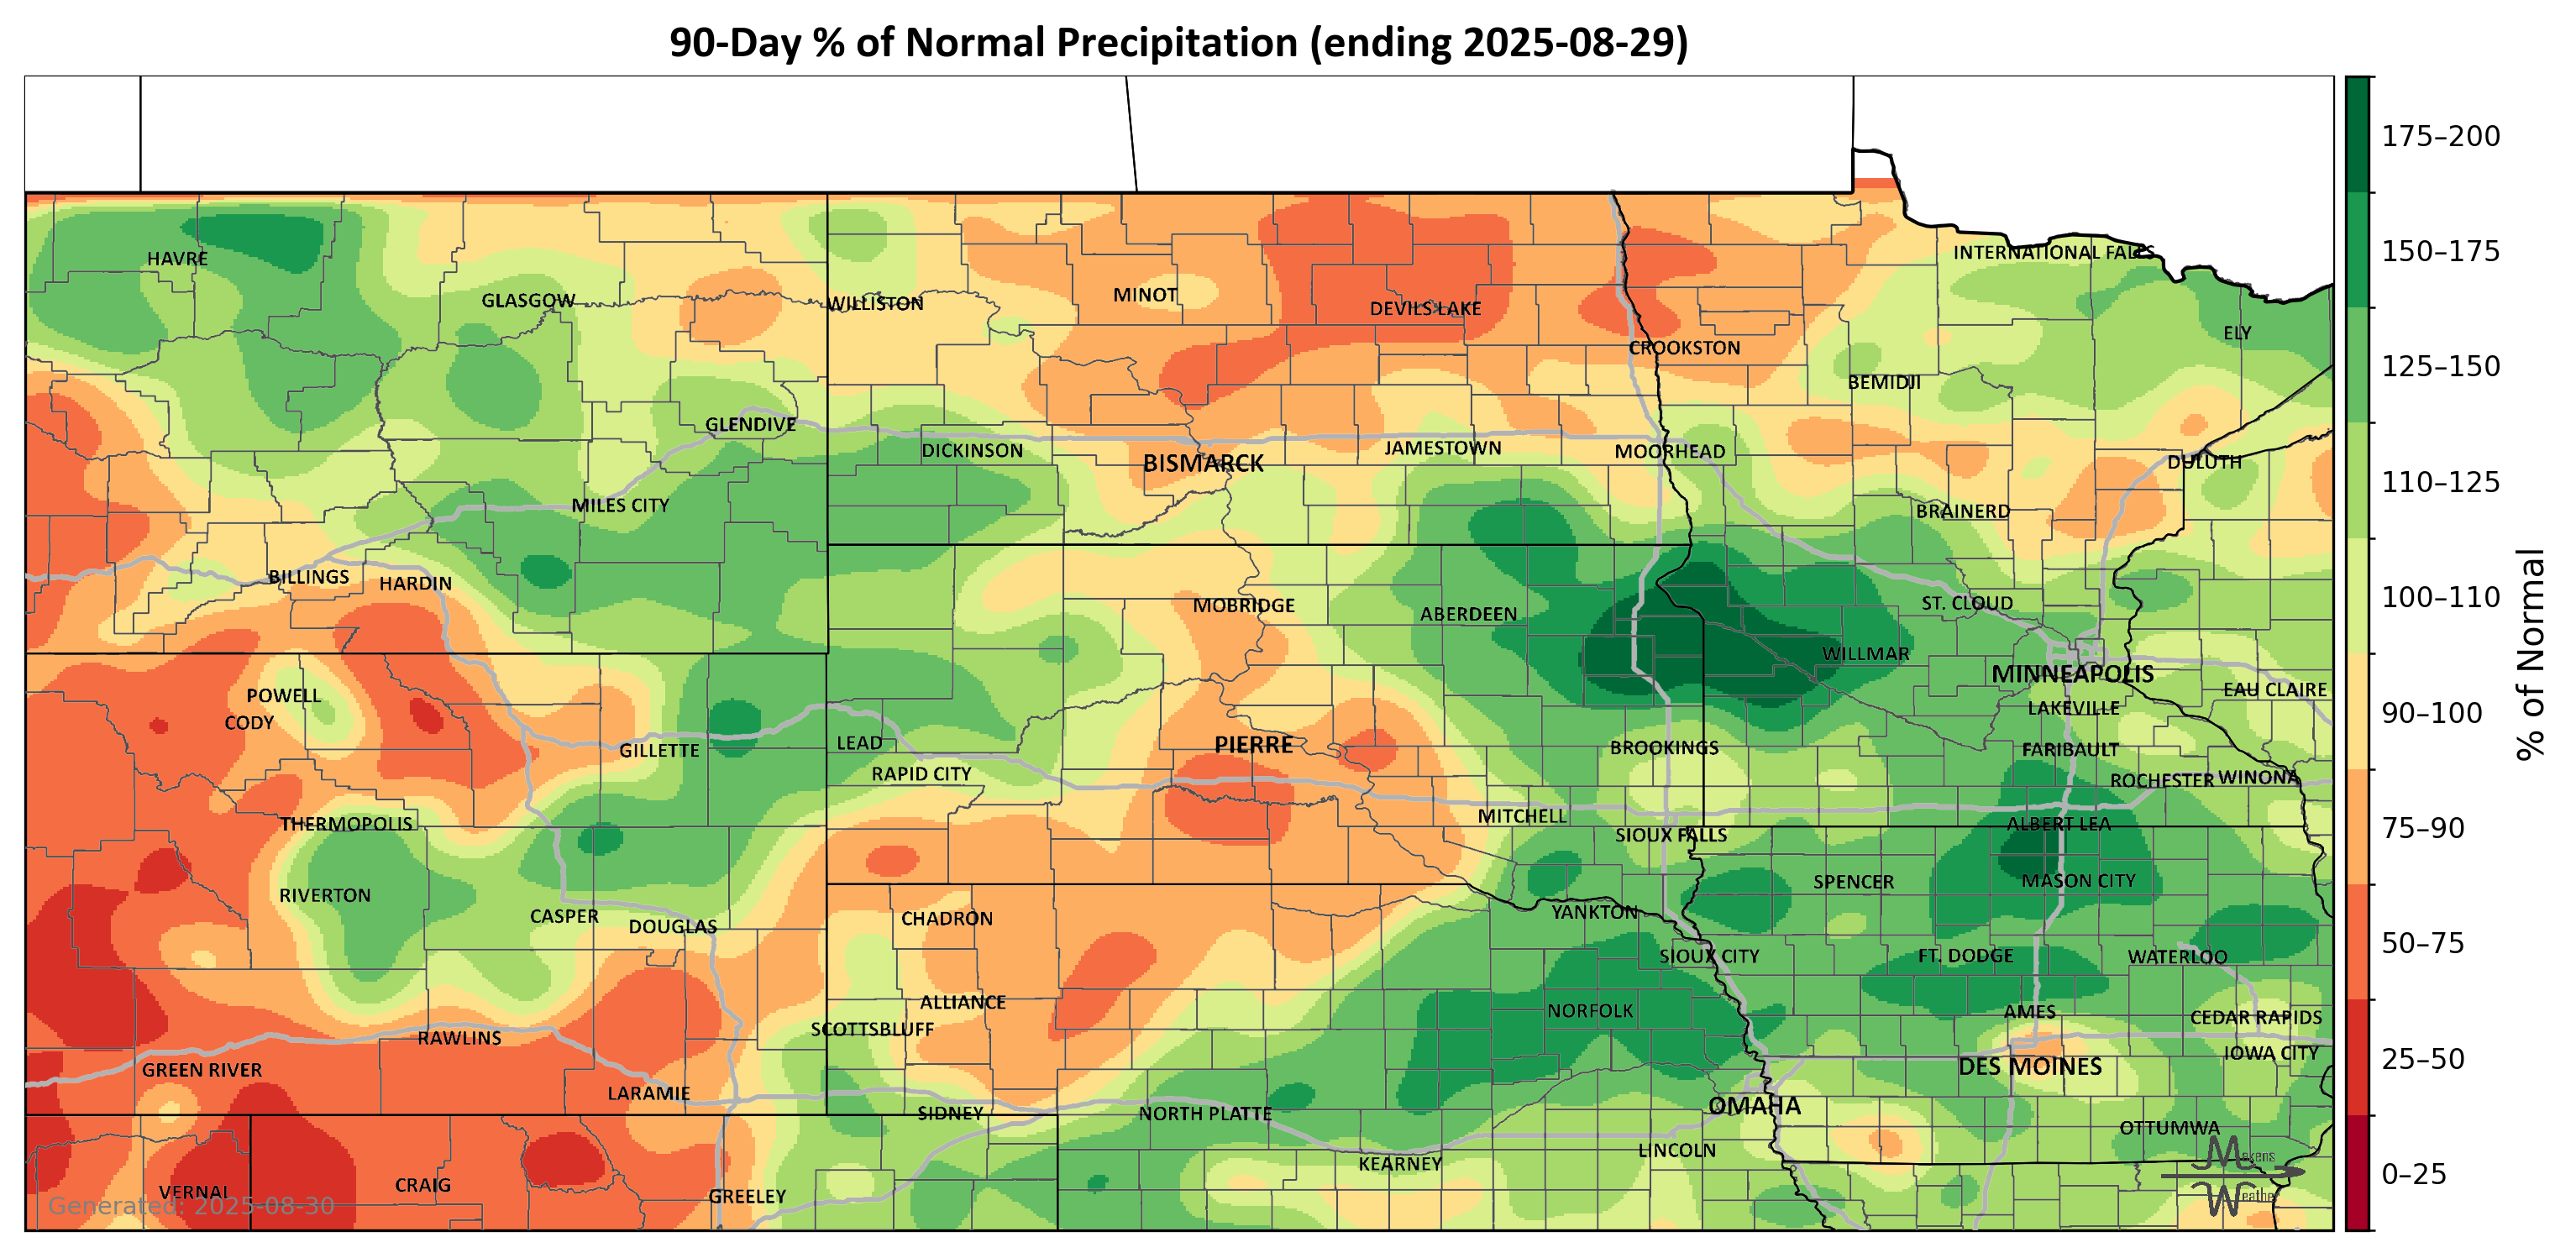 90-Day % of Normal Precipitation (ending 2025-08-29)
175–200
INTERNATIONAL FALLS
150–175
HAVRE
GLASGOW
MINOT
WILLISTON
DEVILS LAKE
ELY
CROOKSTON
125–150
BEMIDJI
GLENDIVE
DICKINSON
JAMESTOWN
MOORHEAD
BISMARCK
DULUTH
110–125
MILES CITY
BRAINERD
BILLINGS
HARDIN
MOBRIDGE
ABERDEEN
ST. CLOUD
100–110
WILLMAR
MINNEAPOLIS
EAU CLAIRE
POWELL
CODY
LAKEVILLE
90–100
% of Normal
GILLETTE
LEAD
PIERRE
BROOKINGS
FARIBAULT
RAPID CITY
ROCHESTER
WINONA
THERMOPOLIS
MITCHELL
SIOUX FALLS
ALBERT LEA
75–90
RIVERTON
SPENCER
MASON CITY
CASPER
DOUGLAS
CHADRON
YANKTON
SIOUX CITY
FT. DODGE
WATERLOO
50–75
ALLIANCE
NORFOLK
AMES
CEDAR RAPIDS
SCOTTSBLUFF
RAWLINS
GREEN RIVER
DES MOINES
IOWA CITY
25–50
LARAMIE
SIDNEY
NORTH PLATTE
OMAHA
OTTUMWA
LINCOLN
KEARNEY
Makens
Weather
VERNAL
CRAIG
GREELEY
0–25
Generated: 2025-08-30